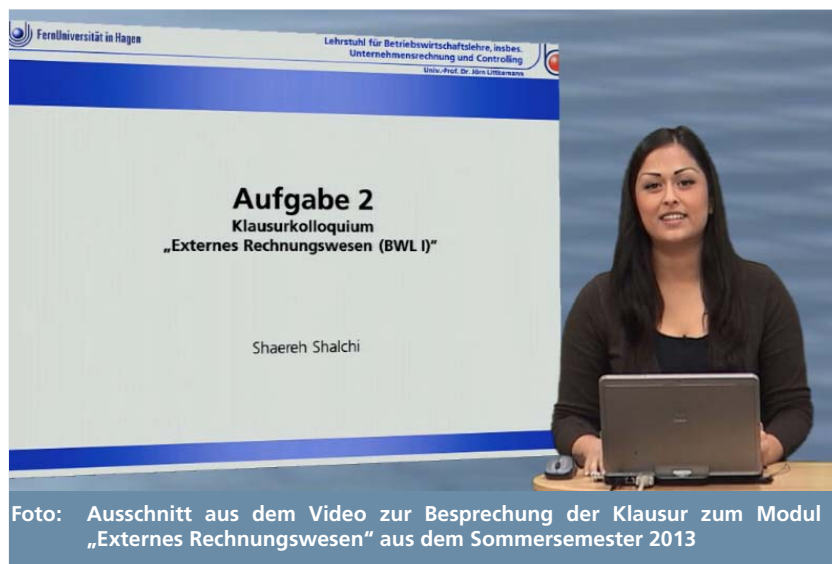 FernUniversität in Hagen
Lehrstuhl für Betriebswirtschaftslehre, insbes.
Unternehmensrechnung und Controlling
Univ.-Prof. Dr. Jörn Littkemann
Aufgabe 2
Klausurkolloquium
„Externes Rechnungswesen (BWL I)“
Shaereh Shalchi
Foto: Ausschnitt aus dem Video zur Besprechung der Klausur zum Modul
„Externes Rechnungswesen“ aus dem Sommersemester 2013